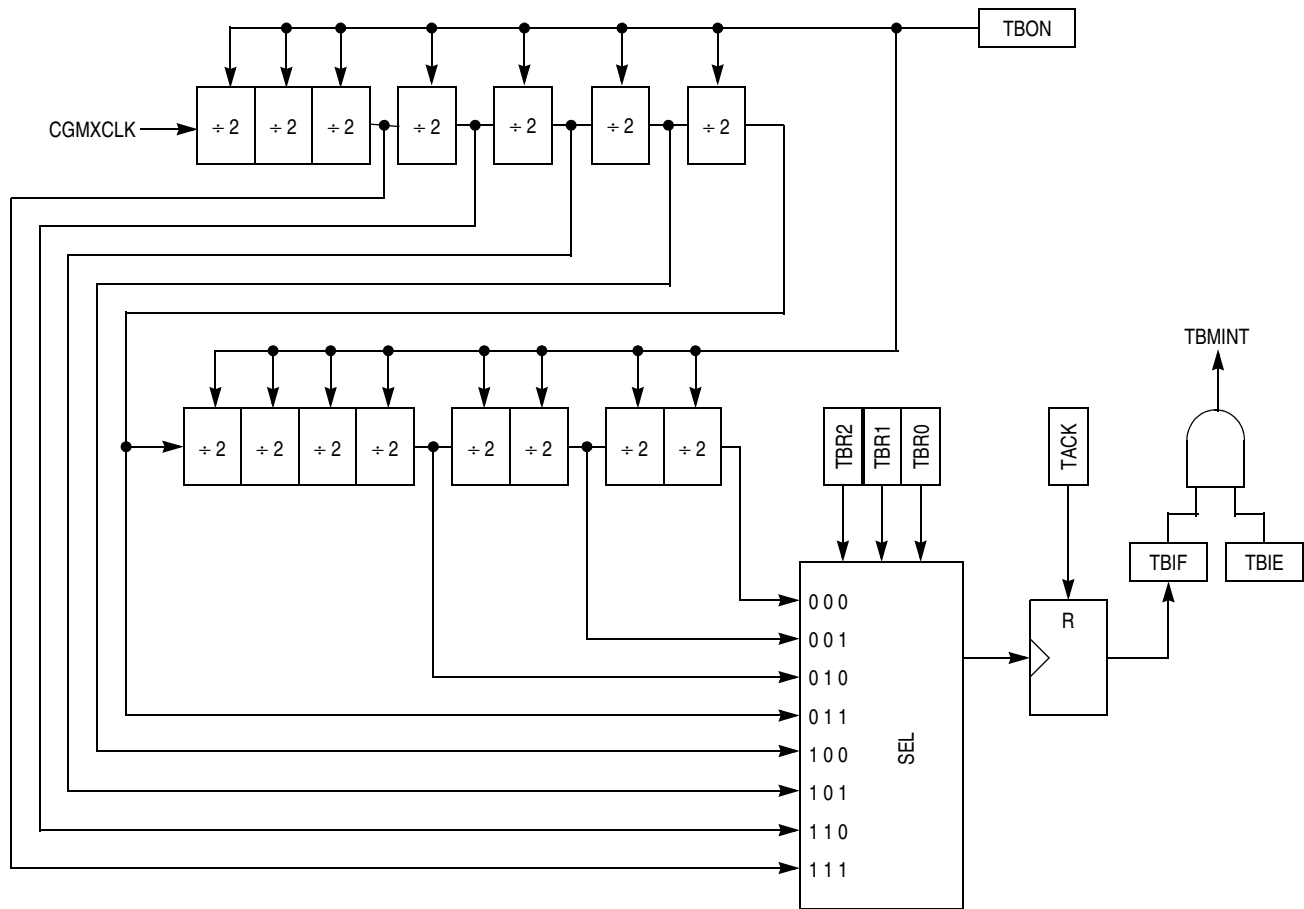 TBON
CGMXCLK
÷ 2 ÷ 2 ÷ 2 ÷ 2 ÷ 2 ÷ 2 ÷ 2
TBMINT
÷ 2 ÷ 2 ÷ 2 ÷ 2 ÷ 2 ÷ 2 ÷ 2 ÷ 2
TBR2
TBR1
TBR0
TACK
TBIF
TBIE
R
0 0 0
0 0 1
0 1 0
0 1 1
1 0 0
1 0 1
1 1 0
1 1 1
SEL